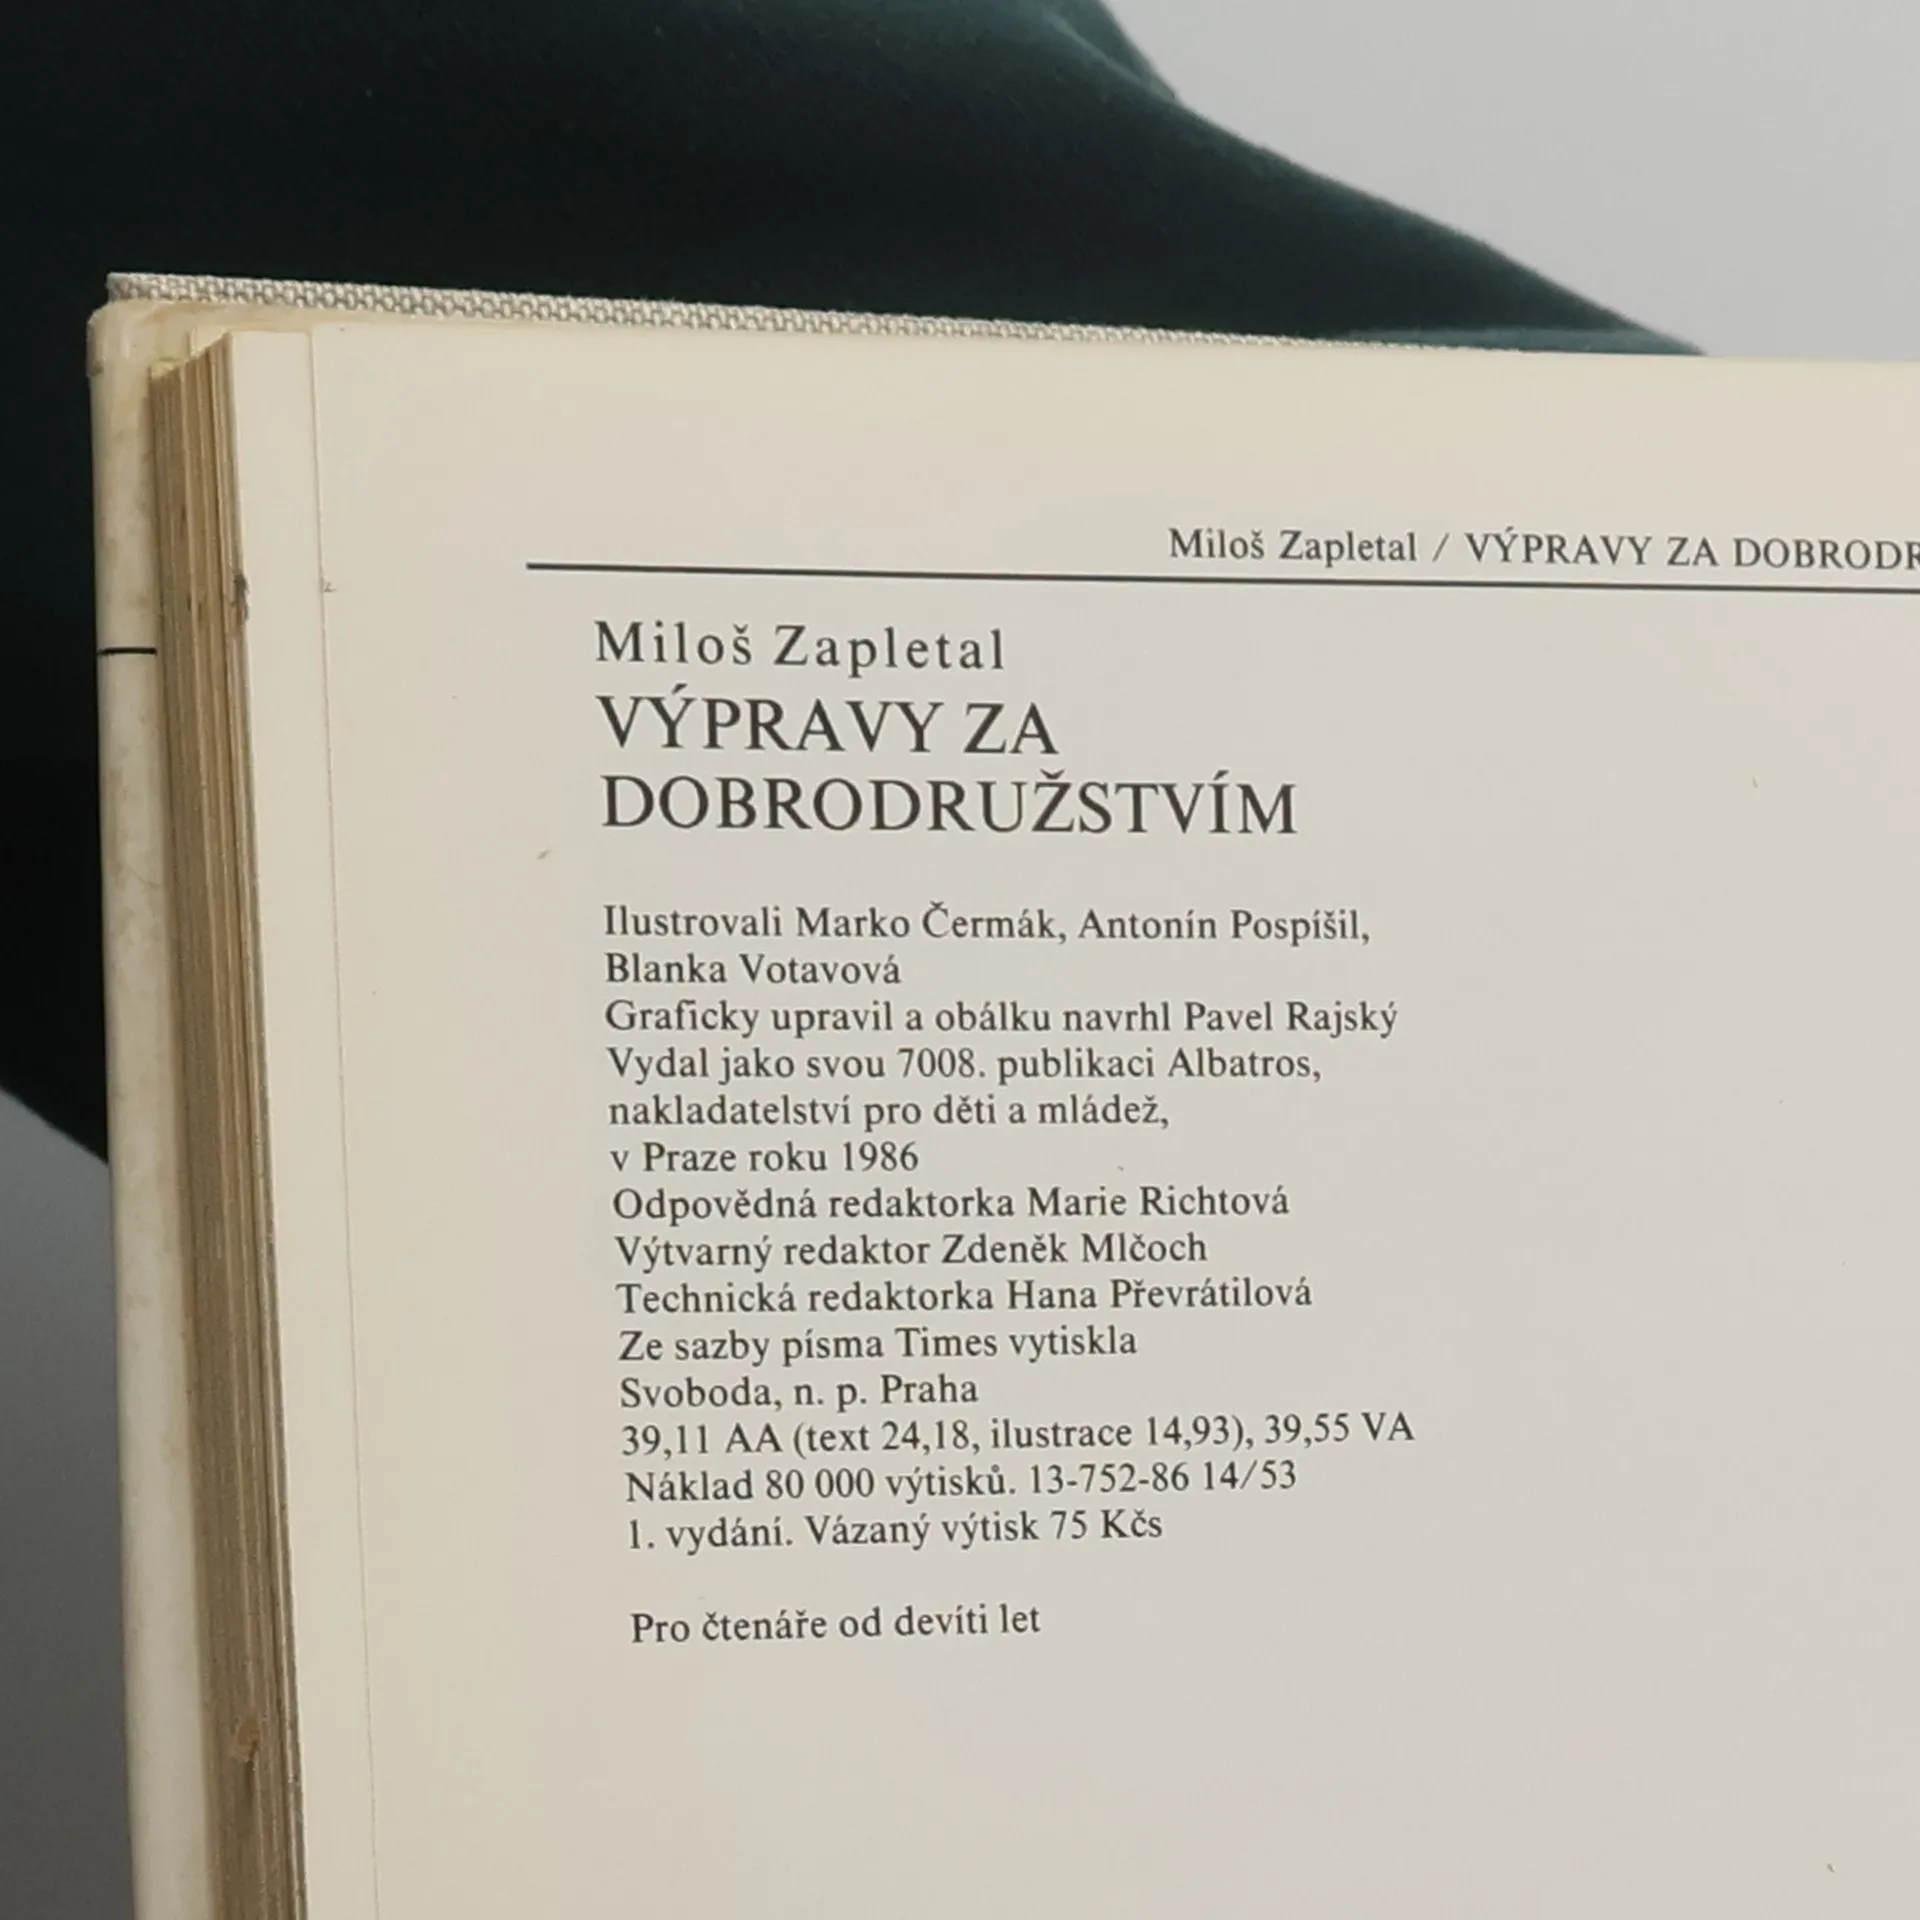 Miloš Zapletal / VÝPRAVY ZA DOBRODR
Miloš Zapletal
VÝPRAVY ZA
DOBRODRUŽSTVÍM
Ilustrovali Marko Čermák, Antonín Pospíšil,
Blanka Votavová
Graficky upravil a obálku navrhl Pavel Rajský
Vydal jako svou 7008. publikaci Albatros,
nakladatelství pro děti a mládež,
v Praze roku 1986
Odpovědná redaktorka Marie Richtová
Výtvarný redaktor Zdeněk Mlčoch
Technická redaktorka Hana Převrátilová
Ze sazby písma Times vytiskla
Svoboda, n. p. Praha
39,11 AA (text 24,18, ilustrace 14,93), 39,55 VA
Náklad 80 000 výtisků. 13-752-86 14/53
1. vydání. Vázaný výtisk 75 Kčs
Pro čtenáře od devíti let